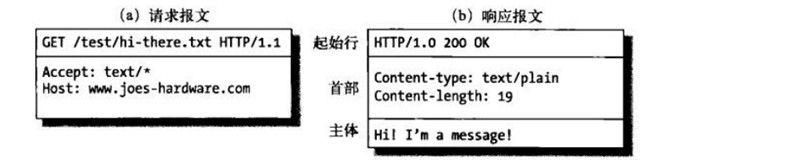 (a) 请求报文
GET /test/hi-there.txt HTTP/1.1
Accept: text/*
Host: www.joes-hardware.com
起始行
首部
主体
(b) 响应报文
HTTP/1.0 200 OK
Content-type: text/plain
Content-length: 19
Hi! I'm a message!